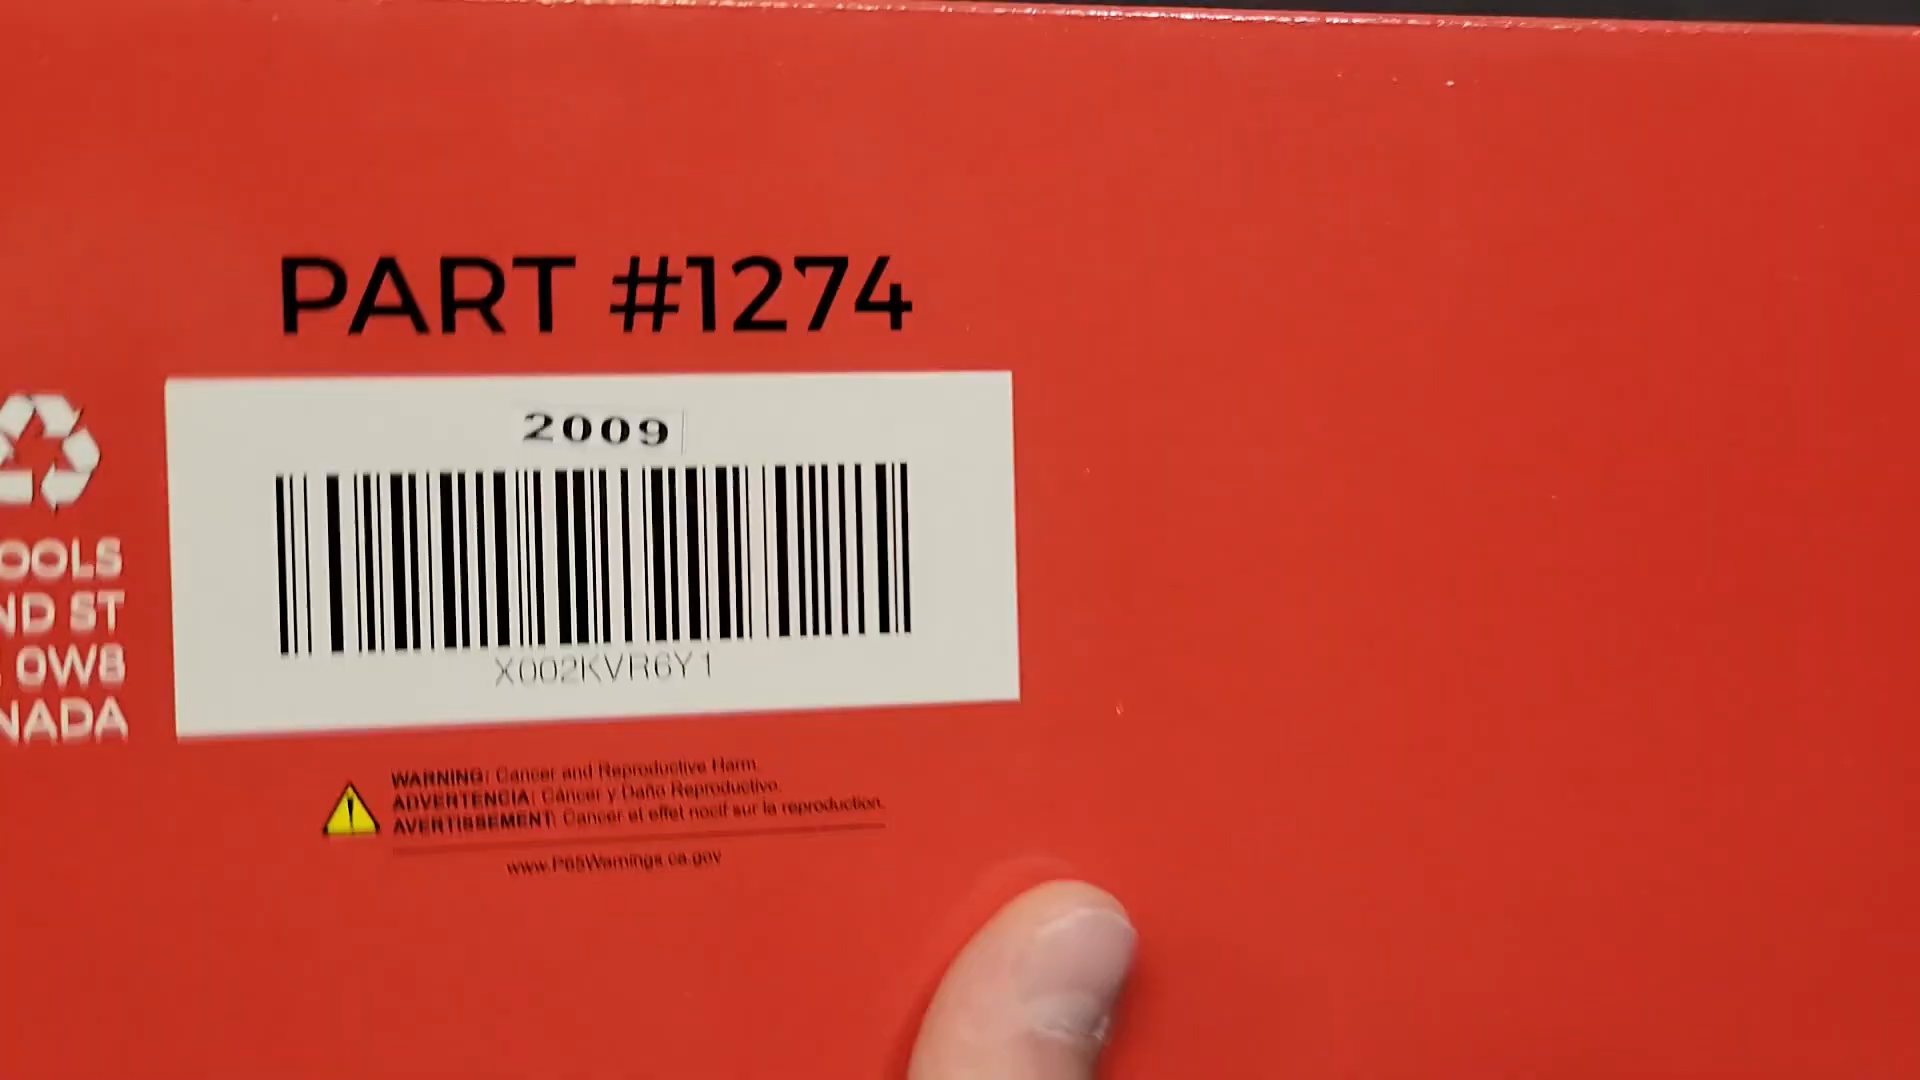 PART #1274
2009
X002KVR6Y1
OOLS
ND ST
0W8
NADA
WARNING: Cancer and Reproductive Harm.
ADVERTENCIA: Cáncer y Daño Reproductivo.
AVERTISSEMENT: Cancer et effet nocif sur la reproduction.
www.P65Warnings.ca.gov